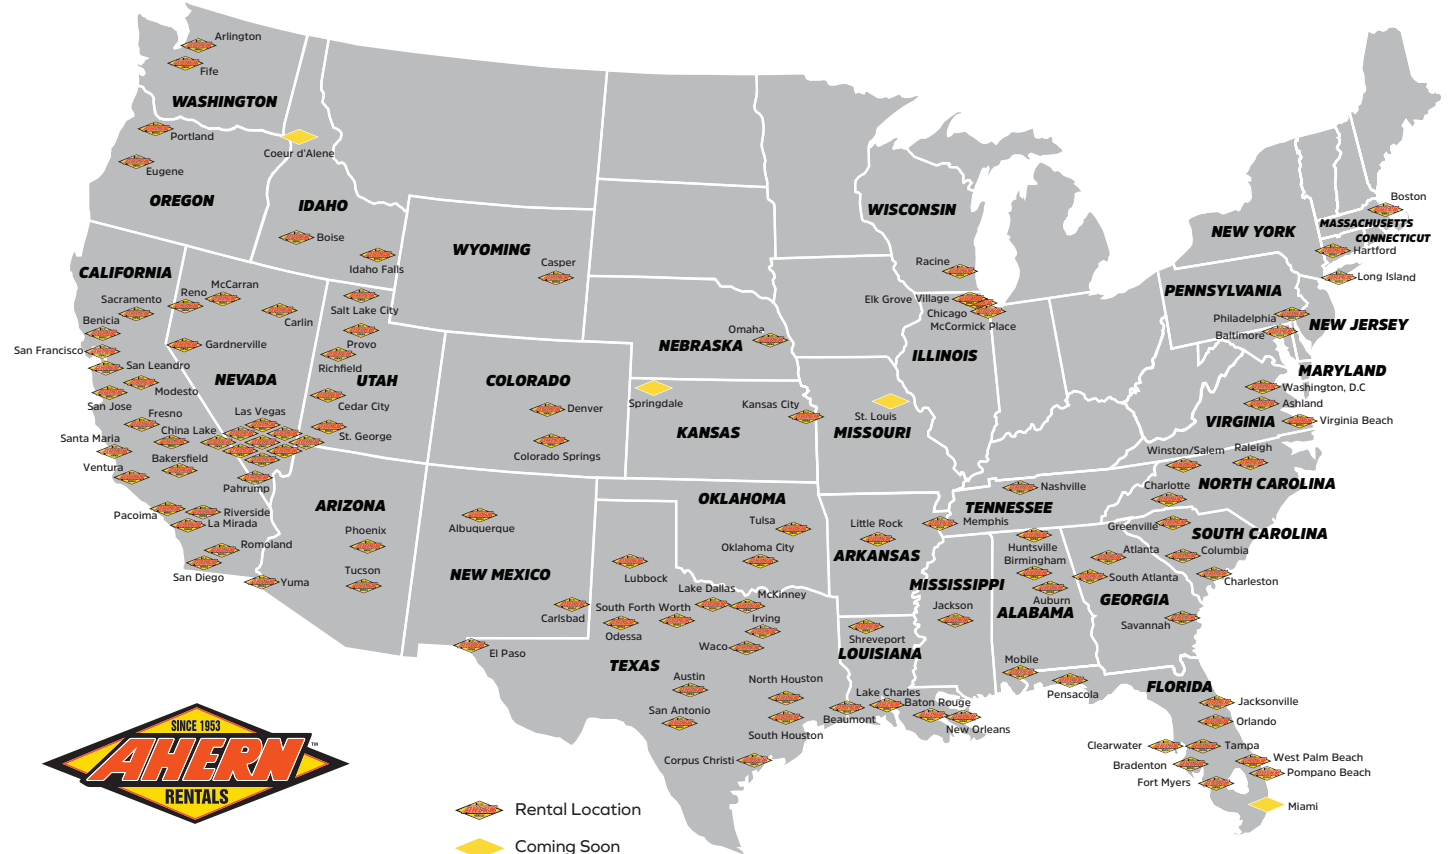 Arlington
Fife
WASHINGTON
Portland
Eugene
OREGON
Coeur d'Alene
IDAHO
Boise
Idaho Falls
WYOMING
Casper
CALIFORNIA
Sacramento
Benicia
San Francisco
San Leandro
San Jose
Modesto
Fresno
China Lake
Santa Maria
Bakersfield
Ventura
Pacoima
Riverside
La Mirada
Romoland
San Diego
Reno
McCarran
Carlin
Gardnerville
NEVADA
Las Vegas
Pahrump
Salt Lake City
Provo
Richfield
UTAH
Cedar City
St. George
COLORADO
Denver
Colorado Springs
ARIZONA
Phoenix
Tucson
Yuma
Albuquerque
NEW MEXICO
Carlsbad
Omaha
NEBRASKA
Springdale
Kansas City
KANSAS
St. Louis
MISSOURI
OKLAHOMA
Tulsa
Oklahoma City
Lubbock
Lake Dallas
McKinney
South Forth Worth
Irving
Odessa
Waco
El Paso
TEXAS
Austin
North Houston
San Antonio
South Houston
Beaumont
Corpus Christi
WISCONSIN
Racine
Elk Grove Village
Chicago
McCormick Place
ILLINOIS
Little Rock
ARKANSAS
Shreveport
LOUISIANA
Lake Charles
Baton Rouge
New Orleans
MISSISSIPPI
Jackson
Nashville
TENNESSEE
Memphis
Huntsville
Birmingham
Auburn
ALABAMA
Mobile
Atlanta
South Atlanta
GEORGIA
Savannah
Pensacola
FLORIDA
Jacksonville
Orlando
Clearwater
Tampa
Bradenton
West Palm Beach
Pompano Beach
Fort Myers
Miami
Boston
MASSACHUSETTS
CONNECTICUT
Hartford
NEW YORK
Long Island
PENNSYLVANIA
Philadelphia
NEW JERSEY
Baltimore
MARYLAND
Washington, D.C
Ashland
VIRGINIA
Virginia Beach
Winston/Salem
Raleigh
Charlotte
NORTH CAROLINA
Greenville
SOUTH CAROLINA
Columbia
Charleston
SINCE 1953
AHERN™
RENTALS
Rental Location
Coming Soon